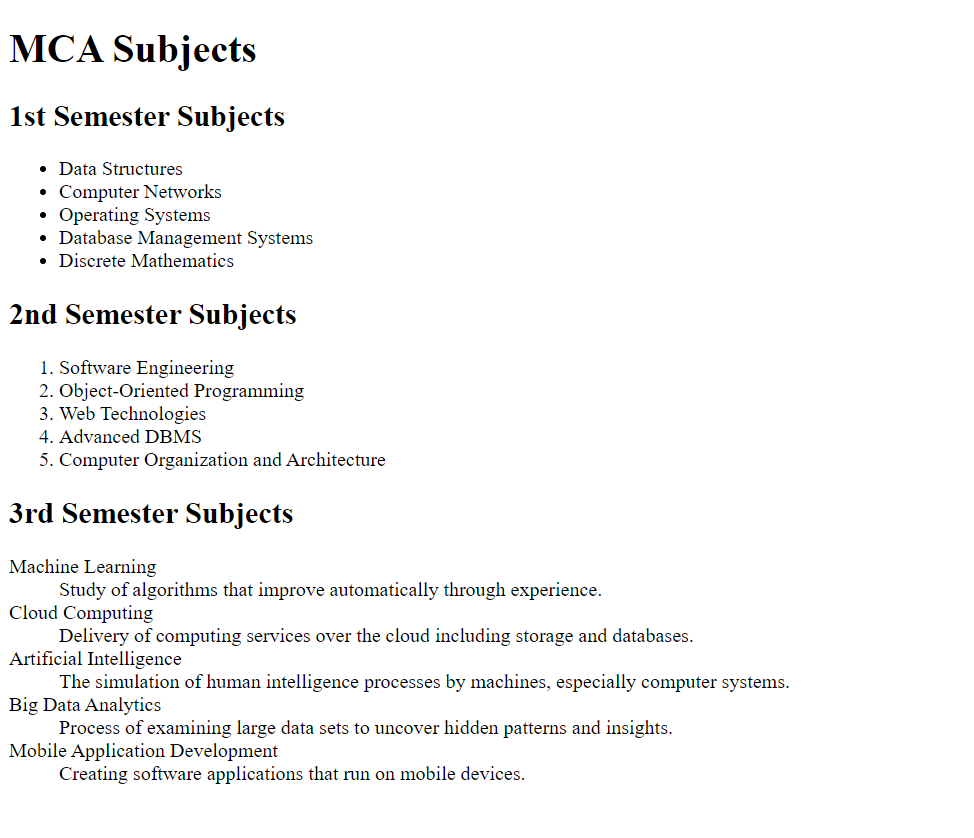 MCA Subjects
1st Semester Subjects
• Data Structures
• Computer Networks
• Operating Systems
• Database Management Systems
• Discrete Mathematics
2nd Semester Subjects
1. Software Engineering
2. Object-Oriented Programming
3. Web Technologies
4. Advanced DBMS
5. Computer Organization and Architecture
3rd Semester Subjects
Machine Learning
Study of algorithms that improve automatically through experience.
Cloud Computing
Delivery of computing services over the cloud including storage and databases.
Artificial Intelligence
The simulation of human intelligence processes by machines, especially computer systems.
Big Data Analytics
Process of examining large data sets to uncover hidden patterns and insights.
Mobile Application Development
Creating software applications that run on mobile devices.